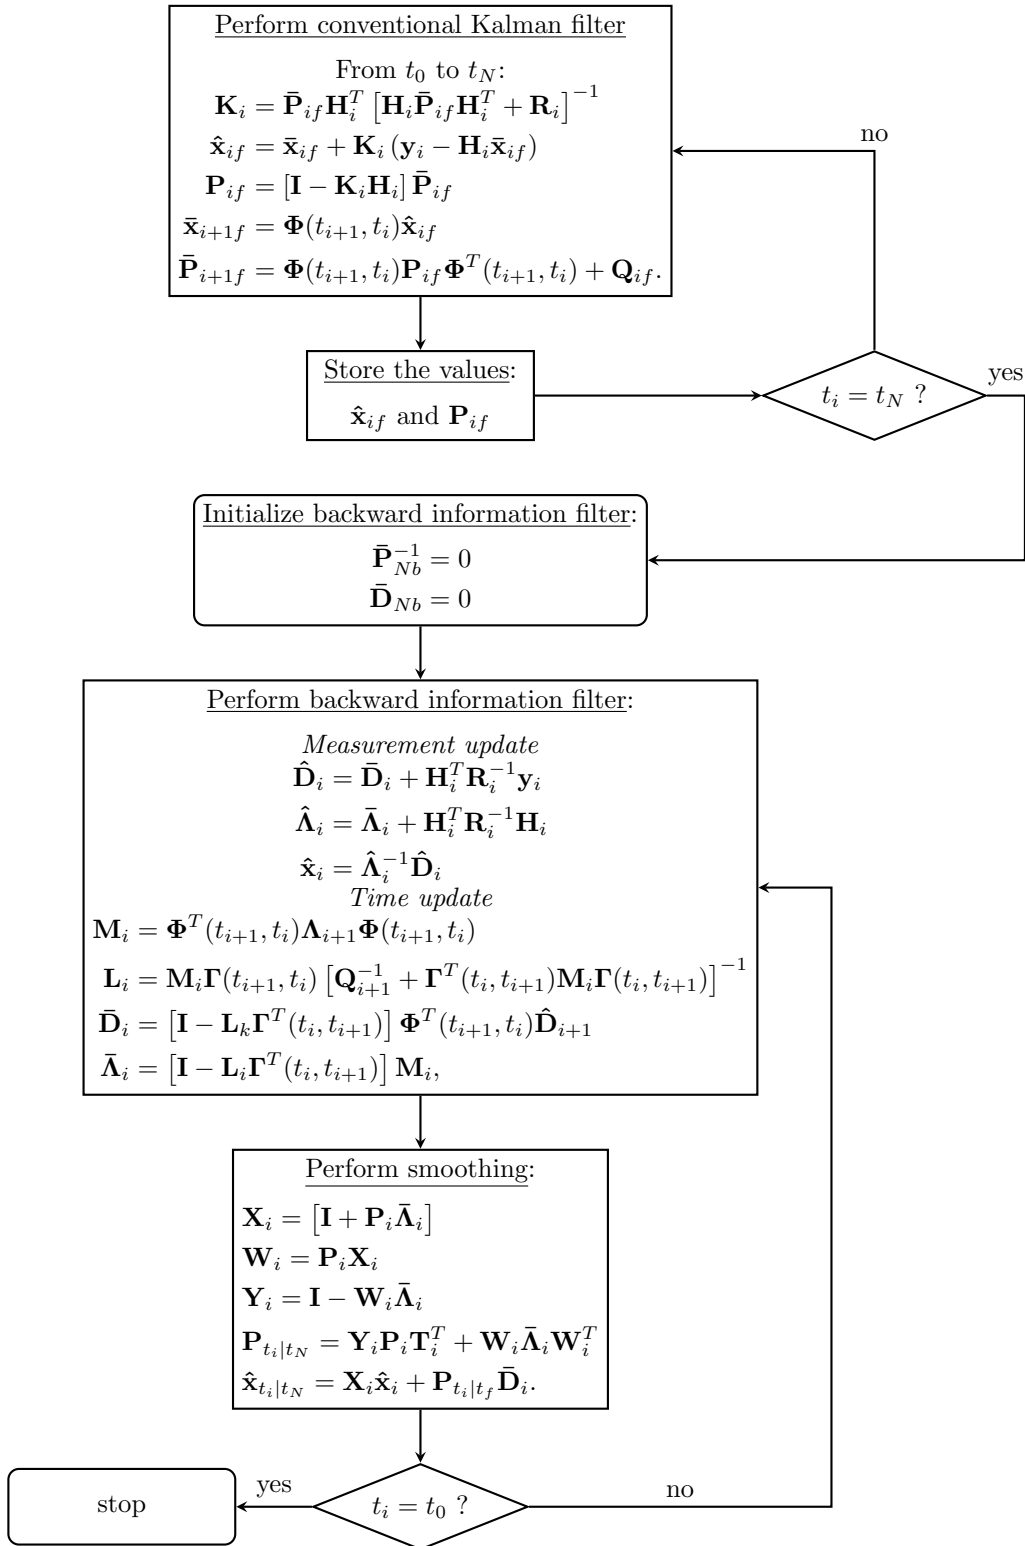 Perform conventional Kalman filter
From t₀ to t_N:
K_i = P̄_{if} H_i^T [H_i P̄_{if} H_i^T + R_i]^{-1}
x̂_{if} = x̄_{if} + K_i (y_i − H_i x̄_{if})
P_{if} = [I − K_i H_i] P̄_{if}
x̄_{i+1f} = Φ(t_{i+1}, t_i) x̂_{if}
P̄_{i+1f} = Φ(t_{i+1}, t_i) P_{if} Φ^T(t_{i+1}, t_i) + Q_{if}.
no
Store the values:
x̂_{if} and P_{if}
t_i = t_N ?
yes
Initialize backward information filter:
P̄_{Nb}^{-1} = 0
D̄_{Nb} = 0
Perform backward information filter:
Measurement update
D̂_i = D̄_i + H_i^T R_i^{-1} y_i
Λ̂_i = Λ̄_i + H_i^T R_i^{-1} H_i
x̂_i = Λ̂_i^{-1} D̂_i
Time update
M_i = Φ^T(t_{i+1}, t_i) Λ_{i+1} Φ(t_{i+1}, t_i)
L_i = M_i Γ(t_{i+1}, t_i) [Q_{i+1}^{-1} + Γ^T(t_i, t_{i+1}) M_i Γ(t_i, t_{i+1})]^{-1}
D̄_i = [I − L_k Γ^T(t_i, t_{i+1})] Φ^T(t_{i+1}, t_i) D̂_{i+1}
Λ̄_i = [I − L_i Γ^T(t_i, t_{i+1})] M_i,
Perform smoothing:
X_i = [I + P_i Λ̄_i]
W_i = P_i X_i
Y_i = I − W_i Λ̄_i
P_{t_i|t_N} = Y_i P_i T_i^T + W_i Λ̄_i W_i^T
x̂_{t_i|t_N} = X_i x̂_i + P_{t_i|t_f} D̄_i.
stop
yes
t_i = t_0 ?
no